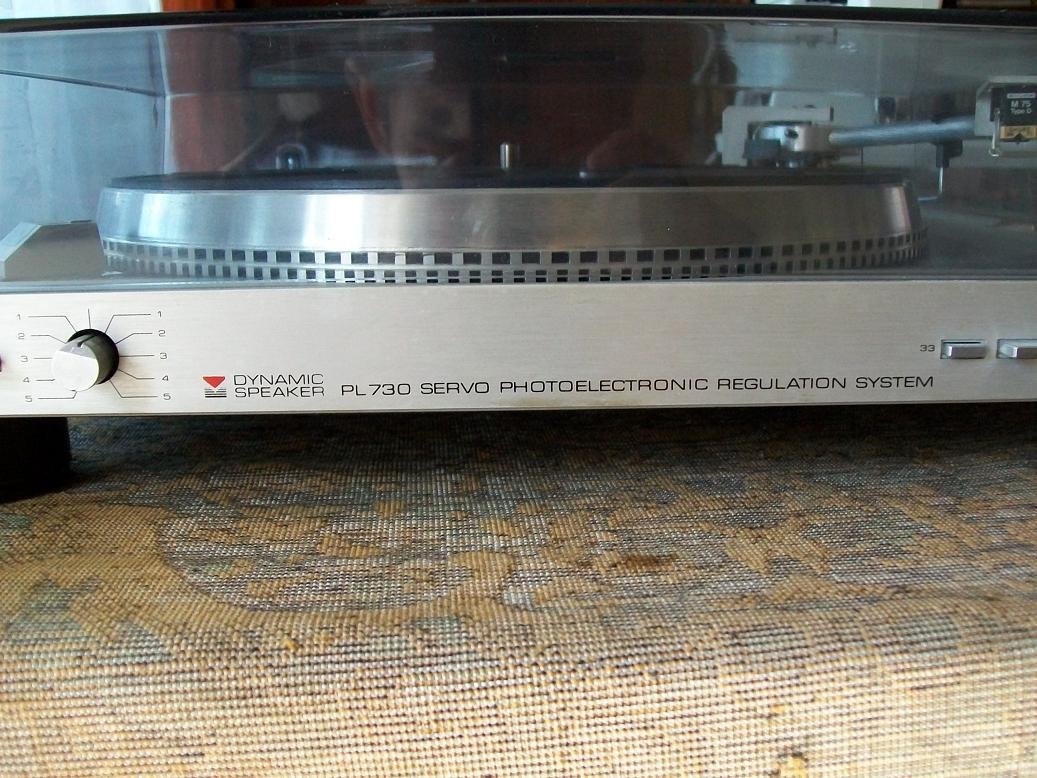 M 75
Type D
1 1
2 2
3 3
4 4
5 5
33
DYNAMIC
SPEAKER
PL730 SERVO PHOTOELECTRONIC REGULATION SYSTEM